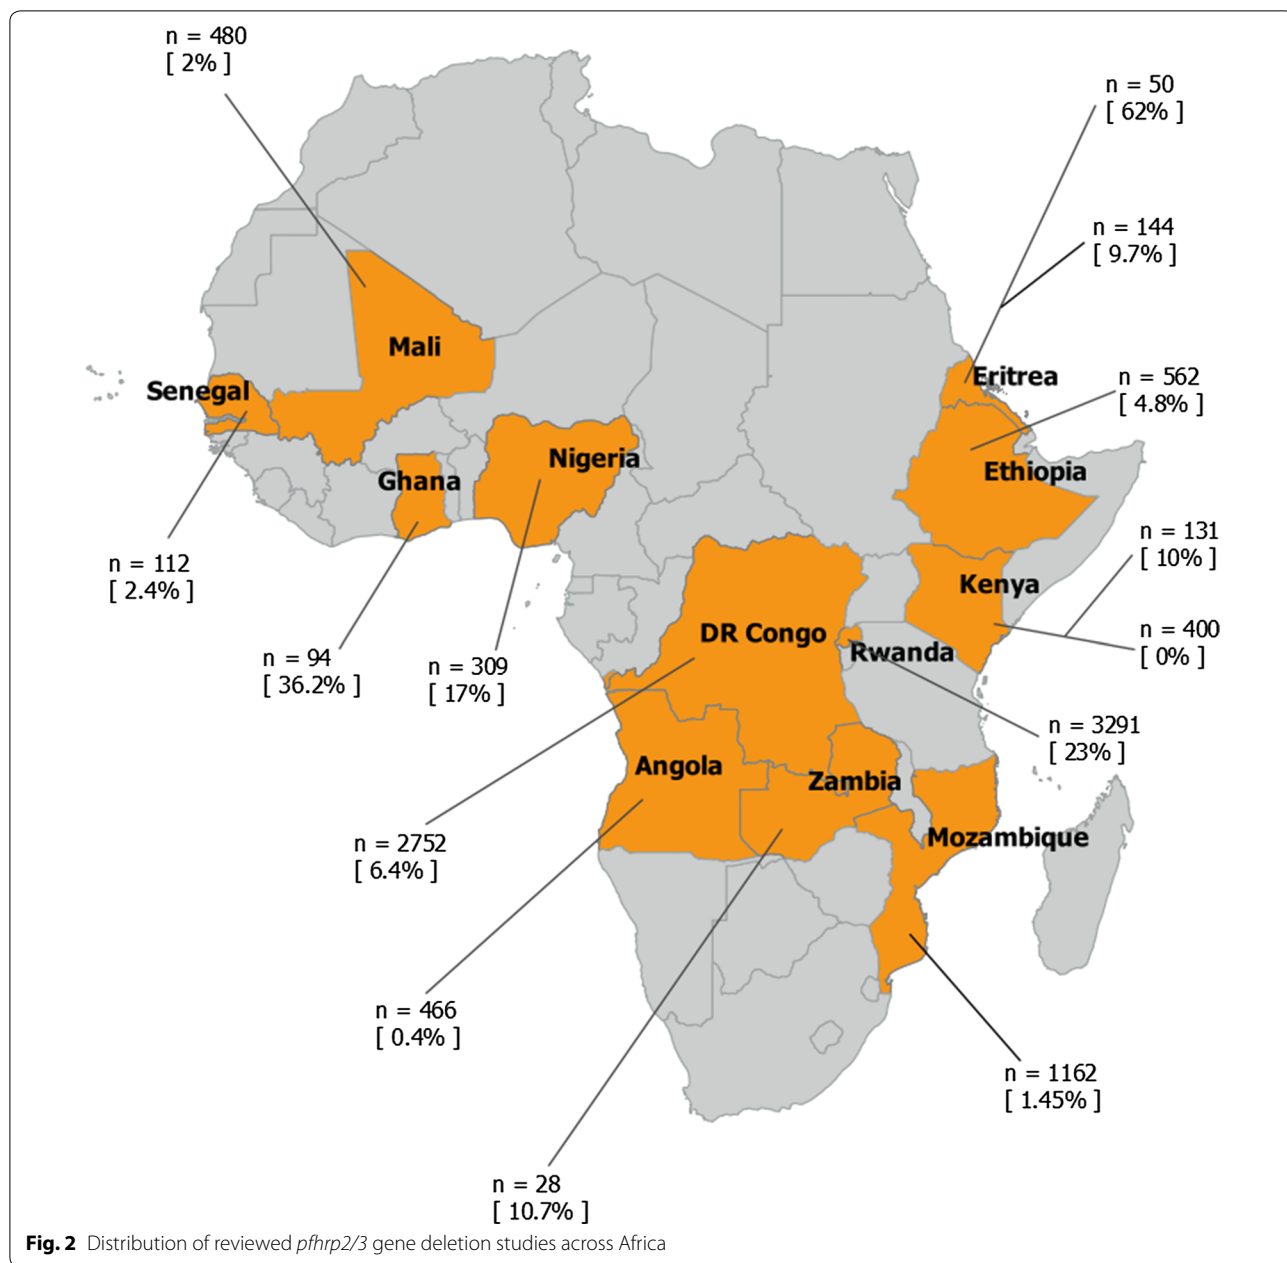 n = 480
[ 2% ]
n = 50
[ 62% ]
n = 144
[ 9.7% ]
Mali
Senegal
Eritrea
n = 562
[ 4.8% ]
Nigeria
Ghana
Ethiopia
n = 112
[ 2.4% ]
n = 131
[ 10% ]
Kenya
n = 400
[ 0% ]
DR Congo
Rwanda
n = 94
[ 36.2% ]
n = 309
[ 17% ]
n = 3291
[ 23% ]
Angola
Zambia
Mozambique
n = 2752
[ 6.4% ]
n = 466
[ 0.4% ]
n = 1162
[ 1.45% ]
n = 28
[ 10.7% ]
Fig. 2 Distribution of reviewed pfhrp2/3 gene deletion studies across Africa